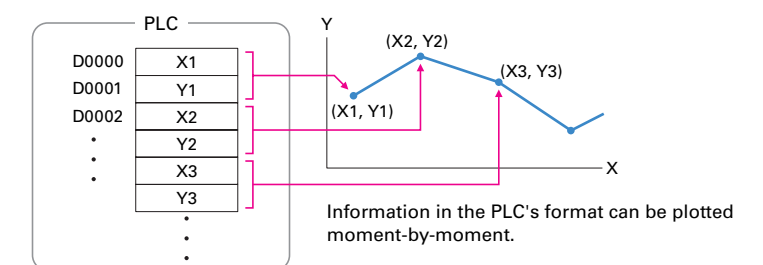 PLC
D0000
X1
D0001
Y1
D0002
X2
Y2
X3
Y3
Y
(X2, Y2)
(X3, Y3)
(X1, Y1)
X
Information in the PLC's format can be plotted
moment-by-moment.